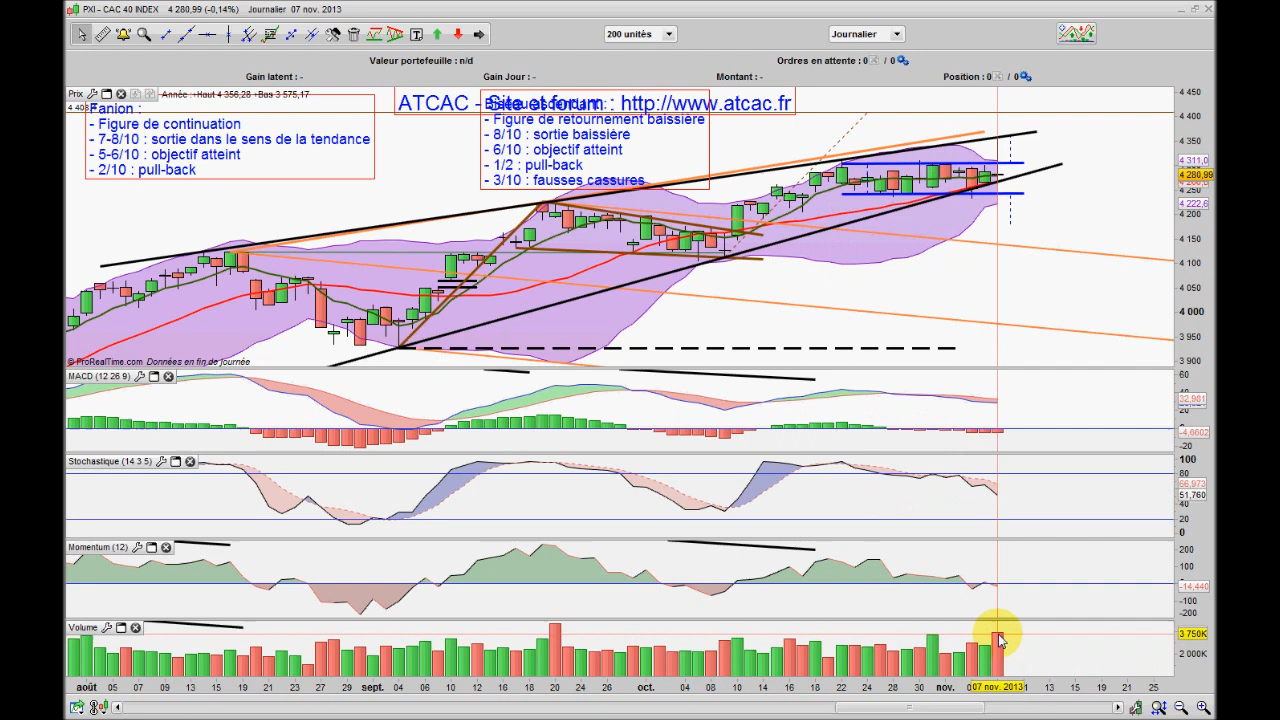 PXI - CAC 40 INDEX 4 280,99 (-0,14%) Journalier 07 nov. 2013
200 unités
Journalier
Valeur portefeuille : n/d
Ordres en attente : 0 / 0
Gain latent : -
Gain Jour : -
Montant : -
Position : 0 / 0
Prix
Année : +Haut 4 356,28 +Bas 3 575,17
ATCAC - Site et forum : http://www.atcac.fr
Fanion :
- Figure de continuation
- 7-8/10 : sortie dans le sens de la tendance
- 5-6/10 : objectif atteint
- 2/10 : pull-back
- Figure de retournement baissière
- 8/10 : sortie baissière
- 6/10 : objectif atteint
- 1/2 : pull-back
- 3/10 : fausses cassures
4 450
4 400
4 350
4 311,0
4 280,99
4 250
4 222,6
4 200
4 150
4 100
4 050
4 000
3 950
3 900
© ProRealTime.com Données en fin de journée
MACD (12 26 9)
60
32,981
20
-4,6602
-20
Stochastique (14 3 5)
100
80
66,973
51,760
40
20
0
Momentum (12)
200
100
-14,440
-100
-200
Volume
3 750K
2 000K
août 05 07 09 13 15 19 21 23 27 29 sept. 04 06 10 12 16 18 20 24 26 oct. 04 08 10 14 16 18 22 24 28 30 nov. 07 nov. 2013 13 15 19 21 25